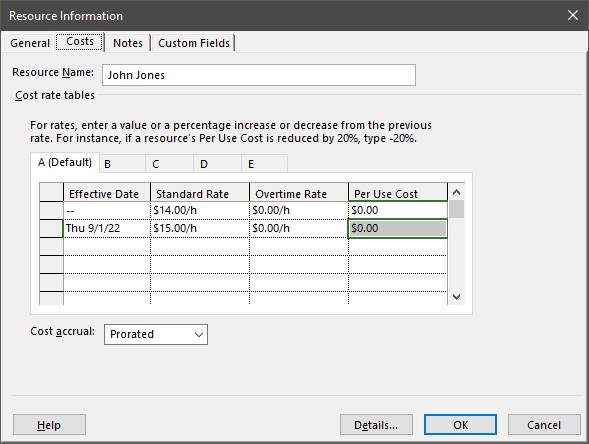 Resource Information
General Costs Notes Custom Fields
Resource Name: John Jones
Cost rate tables
For rates, enter a value or a percentage increase or decrease from the previous
rate. For instance, if a resource's Per Use Cost is reduced by 20%, type -20%.
A (Default) B C D E
Effective Date Standard Rate Overtime Rate Per Use Cost
-- $14.00/h $0.00/h $0.00
Thu 9/1/22 $15.00/h $0.00/h $0.00
Cost accrual: Prorated
Help Details... OK Cancel